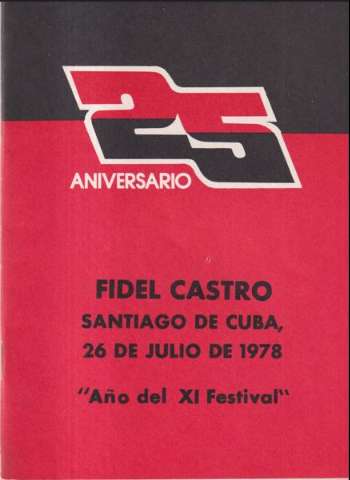 25
ANIVERSARIO
FIDEL CASTRO
SANTIAGO DE CUBA,
26 DE JULIO DE 1978
"Año del XI Festival"